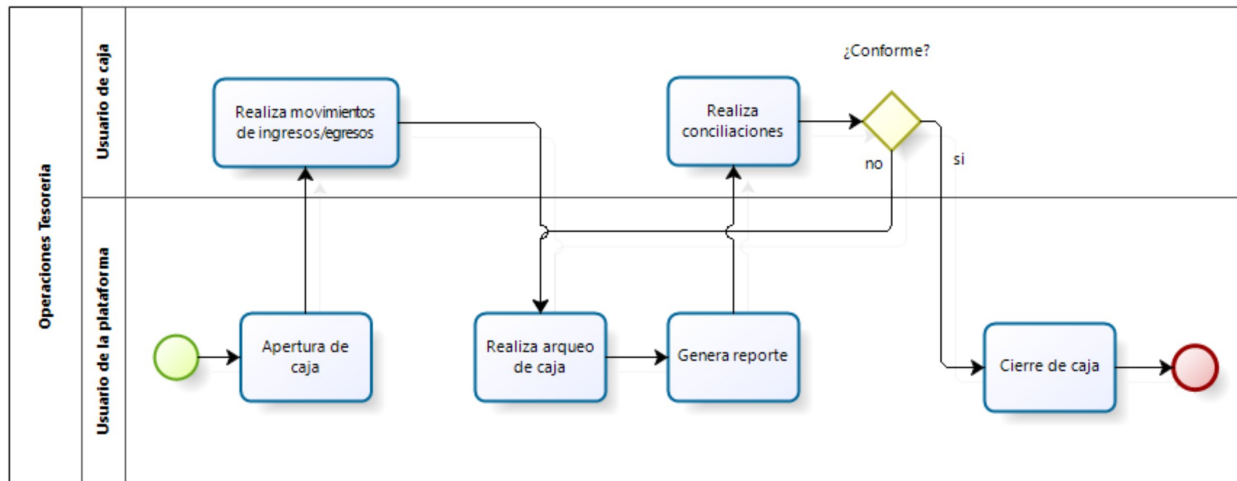 Operaciones Tesoreria
Usuario de caja
Realiza movimientos
de ingresos/egresos
Realiza
conciliaciones
¿Conforme?
no
si
Usuario de la plataforma
Apertura de
caja
Realiza arqueo
de caja
Genera reporte
Cierre de caja